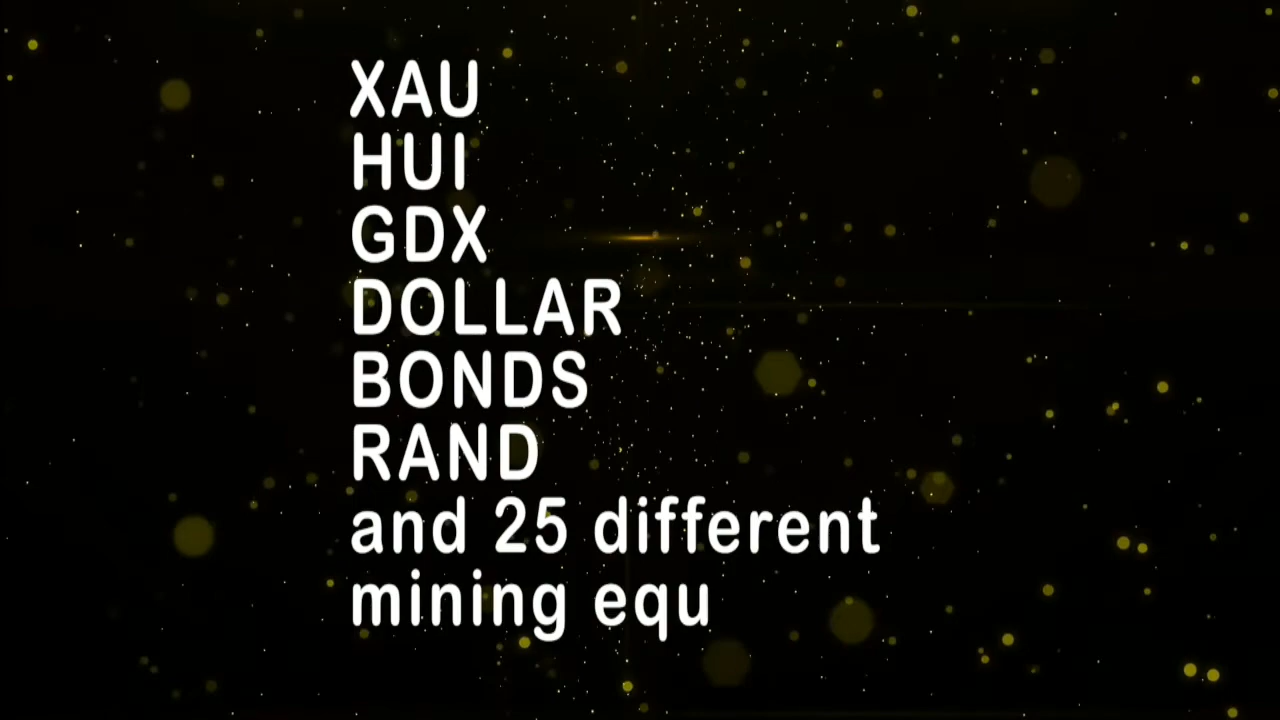 XAU
HUI
GDX
DOLLAR
BONDS
RAND
and 25 different
mining equ